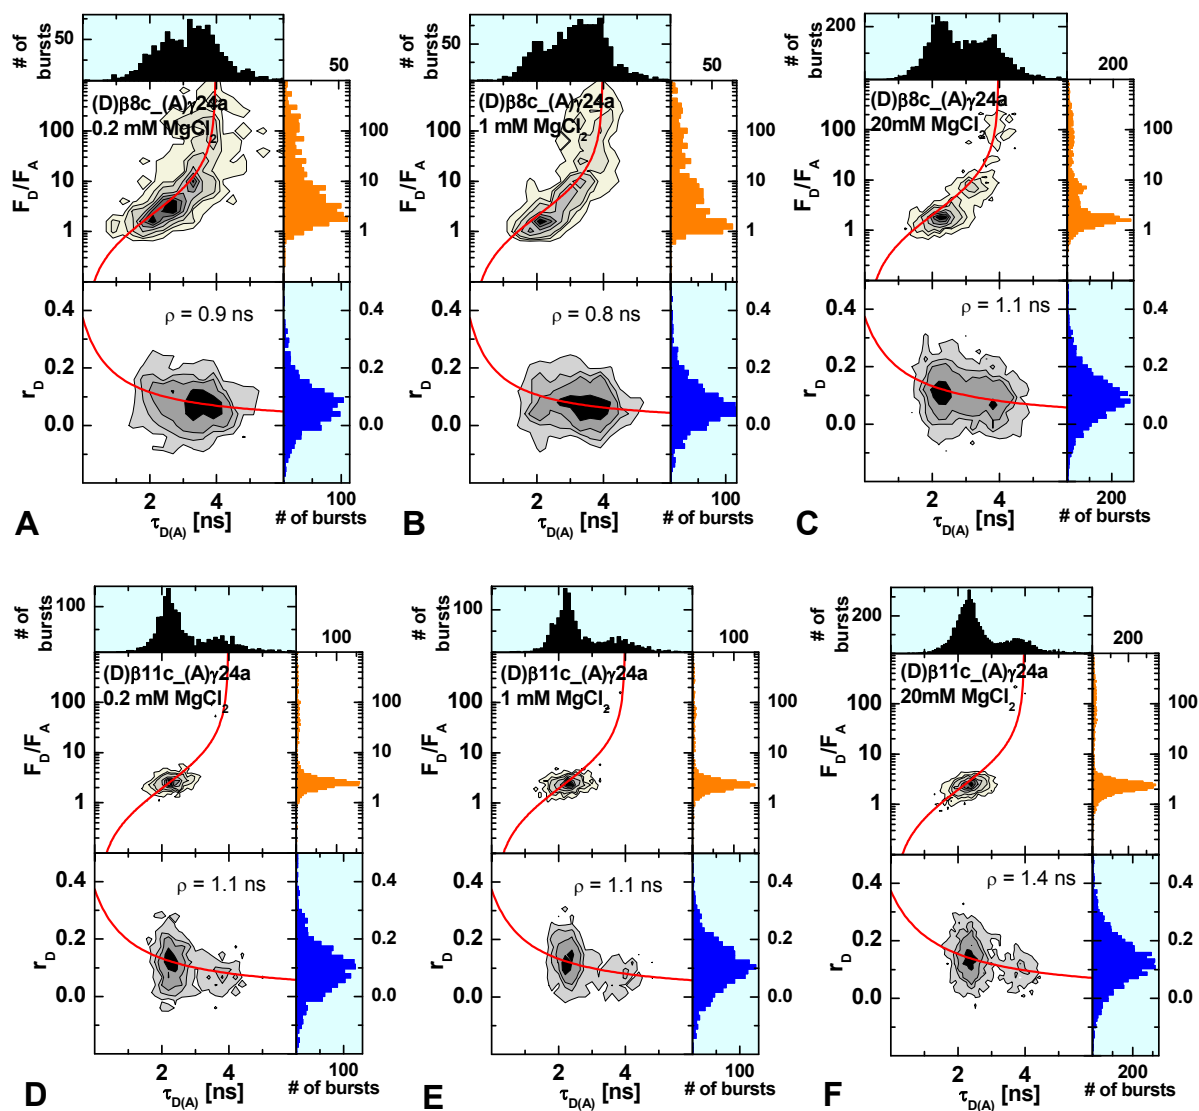 # of bursts
50
50
(D)β8c_(A)γ24a
0.2 mM MgCl₂
F_D/F_A
100
10
1
100
10
1
ρ = 0.9 ns
r_D
0.4
0.2
0.0
0.4
0.2
0.0
2
4
100
τ_D(A) [ns]
# of bursts
A
# of bursts
50
50
(D)β8c_(A)γ24a
1 mM MgCl₂
F_D/F_A
100
10
1
100
10
1
ρ = 0.8 ns
r_D
0.4
0.2
0.0
0.4
0.2
0.0
2
4
100
τ_D(A) [ns]
# of bursts
B
# of bursts
200
200
(D)β8c_(A)γ24a
20mM MgCl₂
F_D/F_A
100
10
1
100
10
1
ρ = 1.1 ns
r_D
0.4
0.2
0.0
0.4
0.2
0.0
2
4
200
τ_D(A) [ns]
# of bursts
C
# of bursts
100
100
(D)β11c_(A)γ24a
0.2 mM MgCl₂
F_D/F_A
100
10
1
100
10
1
ρ = 1.1 ns
r_D
0.4
0.2
0.0
0.4
0.2
0.0
2
4
100
τ_D(A) [ns]
# of bursts
D
# of bursts
100
100
(D)β11c_(A)γ24a
1 mM MgCl₂
F_D/F_A
100
10
1
100
10
1
ρ = 1.1 ns
r_D
0.4
0.2
0.0
0.4
0.2
0.0
2
4
100
τ_D(A) [ns]
# of bursts
E
# of bursts
200
200
(D)β11c_(A)γ24a
20mM MgCl₂
F_D/F_A
100
10
1
100
10
1
ρ = 1.4 ns
r_D
0.4
0.2
0.0
0.4
0.2
0.0
2
4
200
τ_D(A) [ns]
# of bursts
F